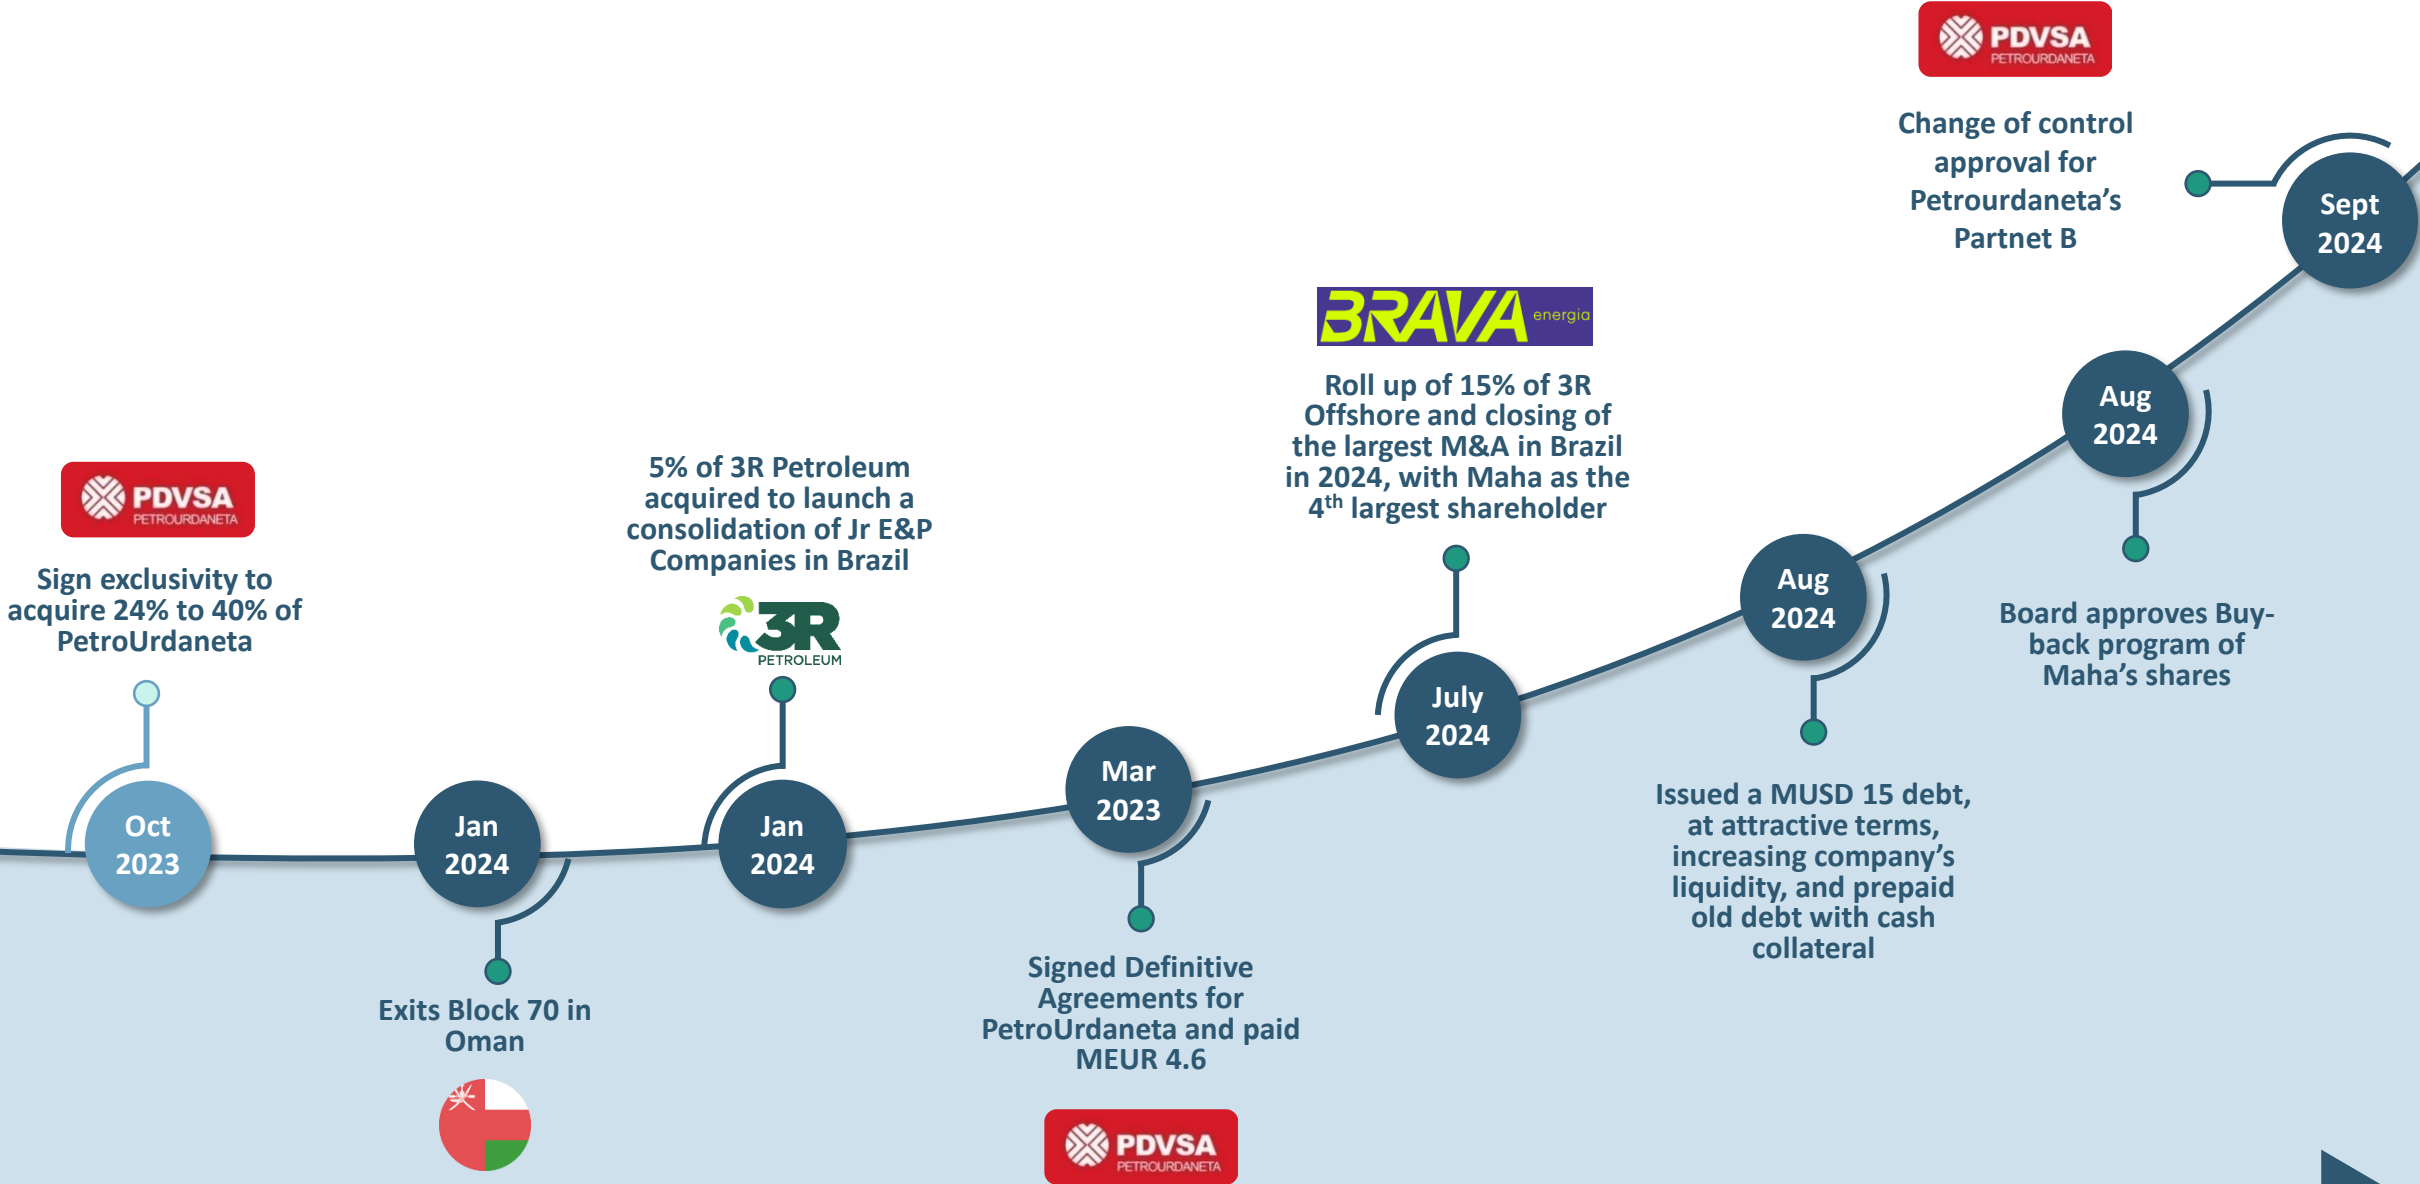 PDVSA
PETROURDANETA
Sign exclusivity to
acquire 24% to 40% of
PetroUrdaneta
Oct
2023
Jan
2024
Exits Block 70 in
Oman
5% of 3R Petroleum
acquired to launch a
consolidation of Jr E&P
Companies in Brazil
3R
PETROLEUM
Jan
2024
Mar
2023
Signed Definitive
Agreements for
PetroUrdaneta and paid
MEUR 4.6
PDVSA
PETROURDANETA
BRAVA energia
Roll up of 15% of 3R
Offshore and closing of
the largest M&A in Brazil
in 2024, with Maha as the
4th largest shareholder
July
2024
Aug
2024
Issued a MUSD 15 debt,
at attractive terms,
increasing company’s
liquidity, and prepaid
old debt with cash
collateral
Aug
2024
Board approves Buy-
back program of
Maha’s shares
PDVSA
PETROURDANETA
Change of control
approval for
Petrourdaneta’s
Partnet B
Sept
2024